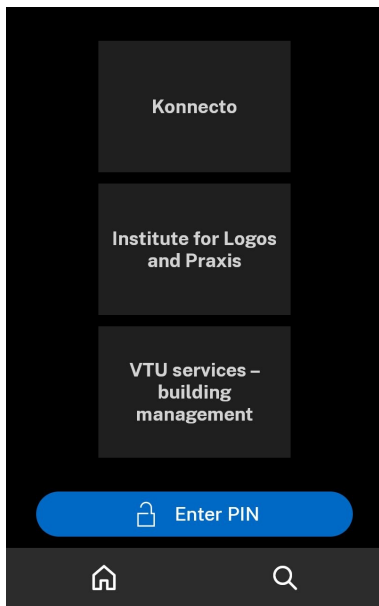 Konnecto
Institute for Logos
and Praxis
VTU services –
building
management
Enter PIN